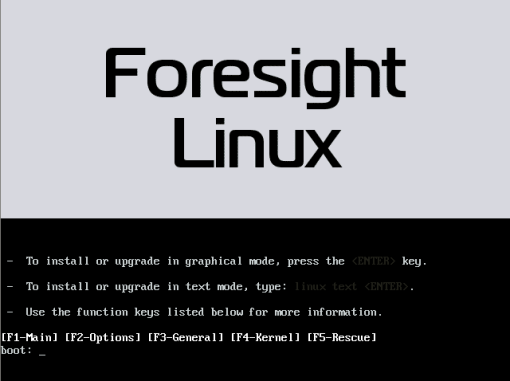 Foresight
Linux
- To install or upgrade in graphical mode, press the <ENTER> key.
- To install or upgrade in text mode, type: linux text <ENTER>.
- Use the function keys listed below for more information.
[F1-Main] [F2-Options] [F3-General] [F4-Kernel] [F5-Rescue]
boot: _